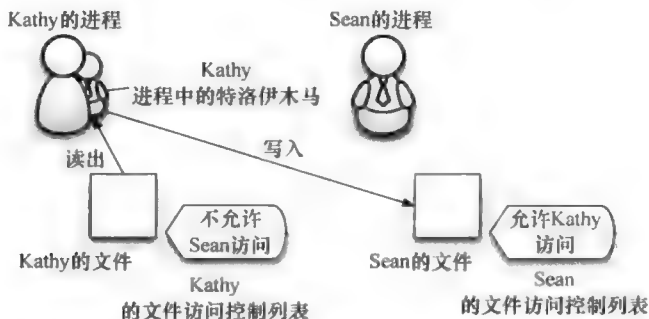 Kathy的进程
Sean的进程
Kathy
进程中的特洛伊木马
写入
读出
不允许
Sean访问
允许Kathy
访问
Kathy的文件
Sean的文件
Kathy
的文件访问控制列表
Sean
的文件访问控制列表